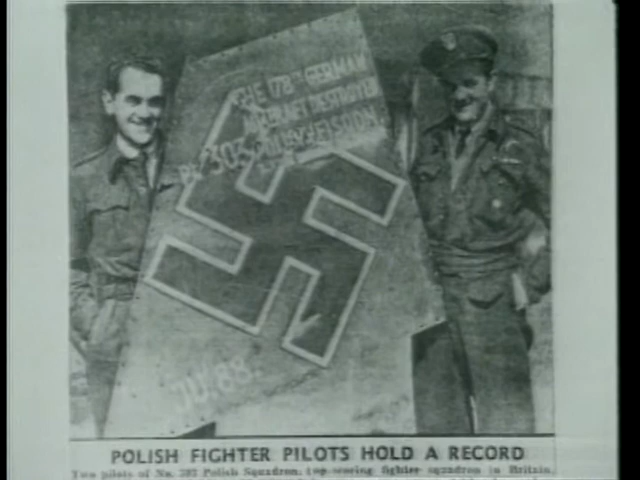 THE 178TH GERMAN
AIRCRAFT DESTROYED
BY 303
JU.88.
POLISH FIGHTER PILOTS HOLD A RECORD
Two pilots of No. 303 Polish Squadron, top-scoring fighter squadron in Britain,